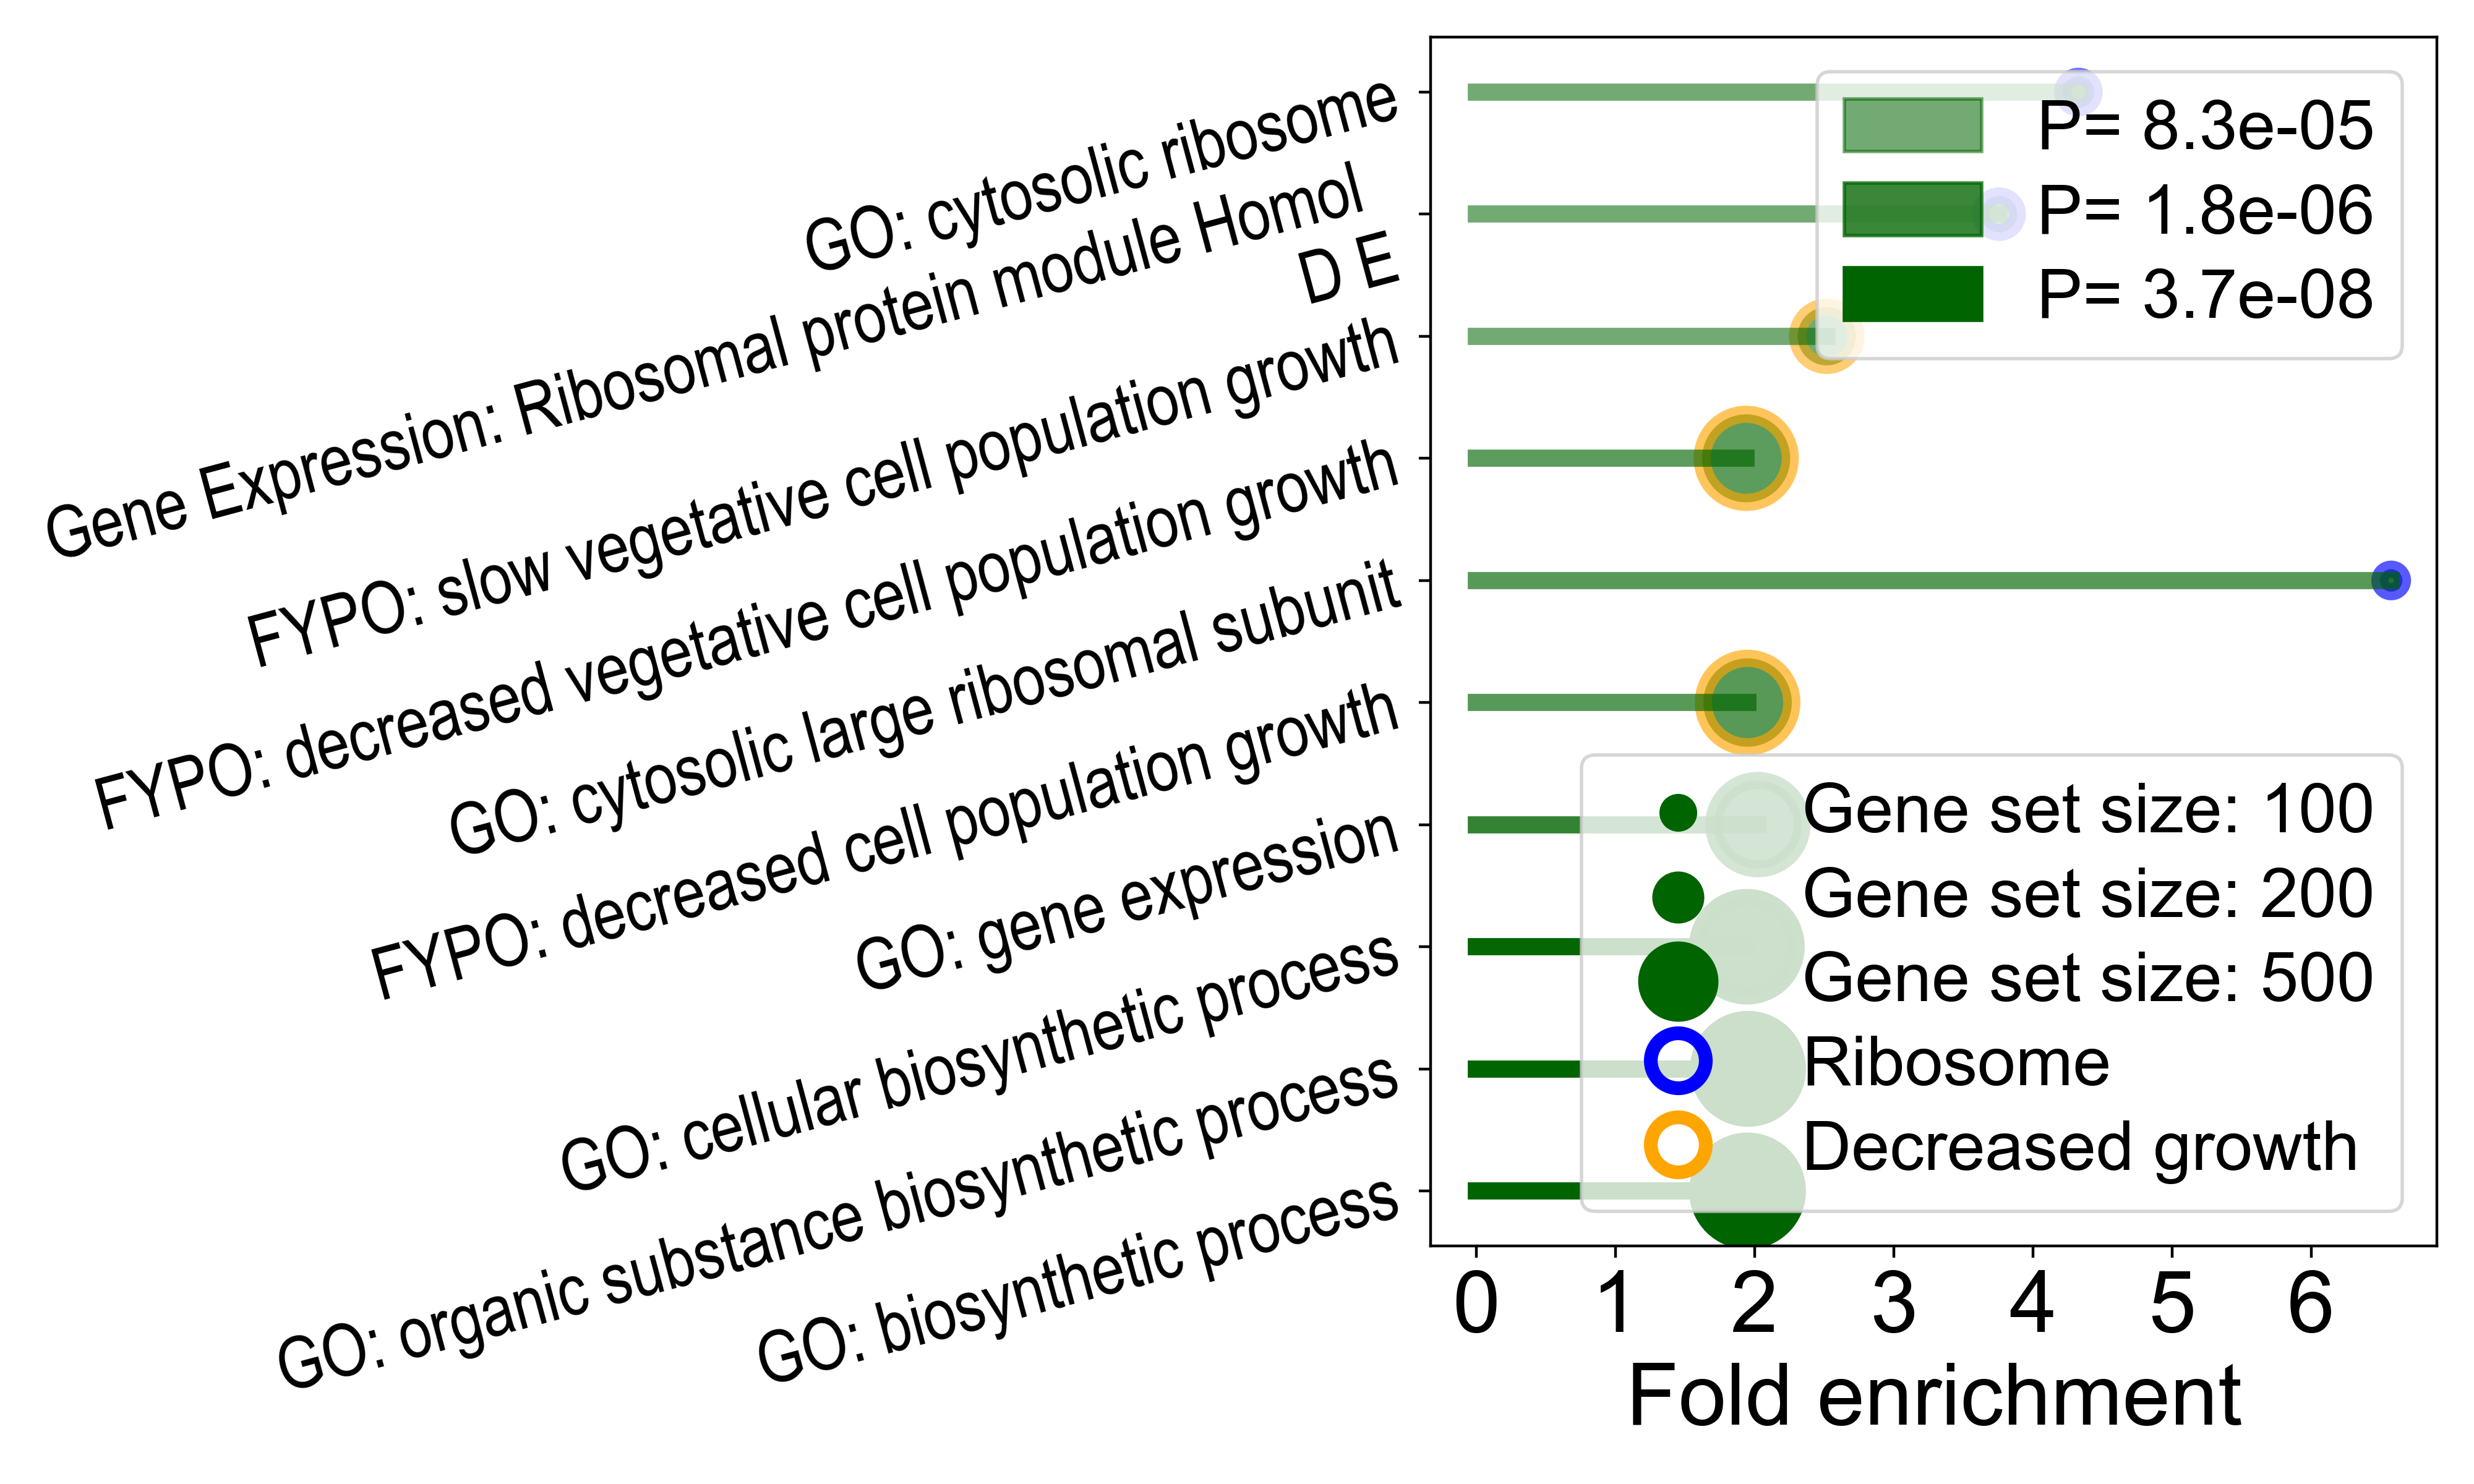 GO: cytosolic ribosome
Gene Expression: Ribosomal protein module Homol
D E
FYPO: slow vegetative cell population growth
FYPO: decreased vegetative cell population growth
GO: cytosolic large ribosomal subunit
FYPO: decreased cell population growth
GO: gene expression
GO: cellular biosynthetic process
GO: organic substance biosynthetic process
GO: biosynthetic process
P= 8.3e-05
P= 1.8e-06
P= 3.7e-08
Gene set size: 100
Gene set size: 200
Gene set size: 500
Ribosome
Decreased growth
0 1 2 3 4 5 6
Fold enrichment